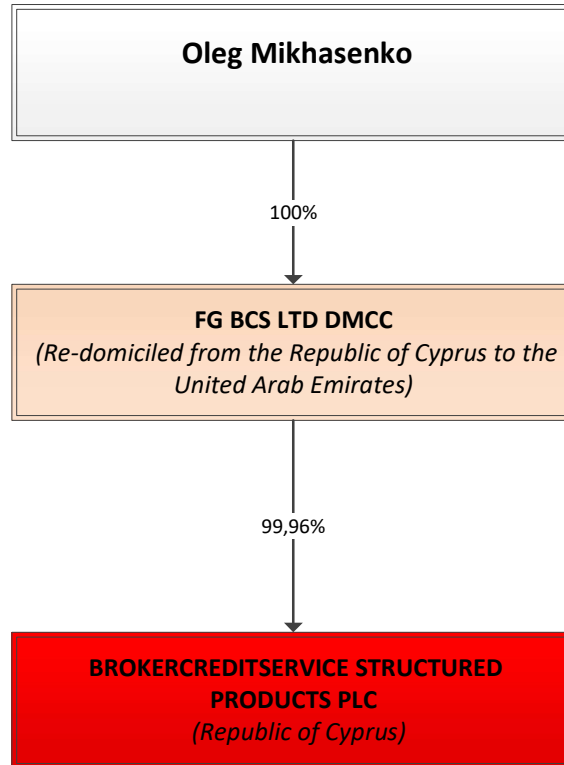 Oleg Mikhasenko
100%
FG BCS LTD DMCC
(Re-domiciled from the Republic of Cyprus to the
United Arab Emirates)
99,96%
BROKERCREDITSERVICE STRUCTURED
PRODUCTS PLC
(Republic of Cyprus)